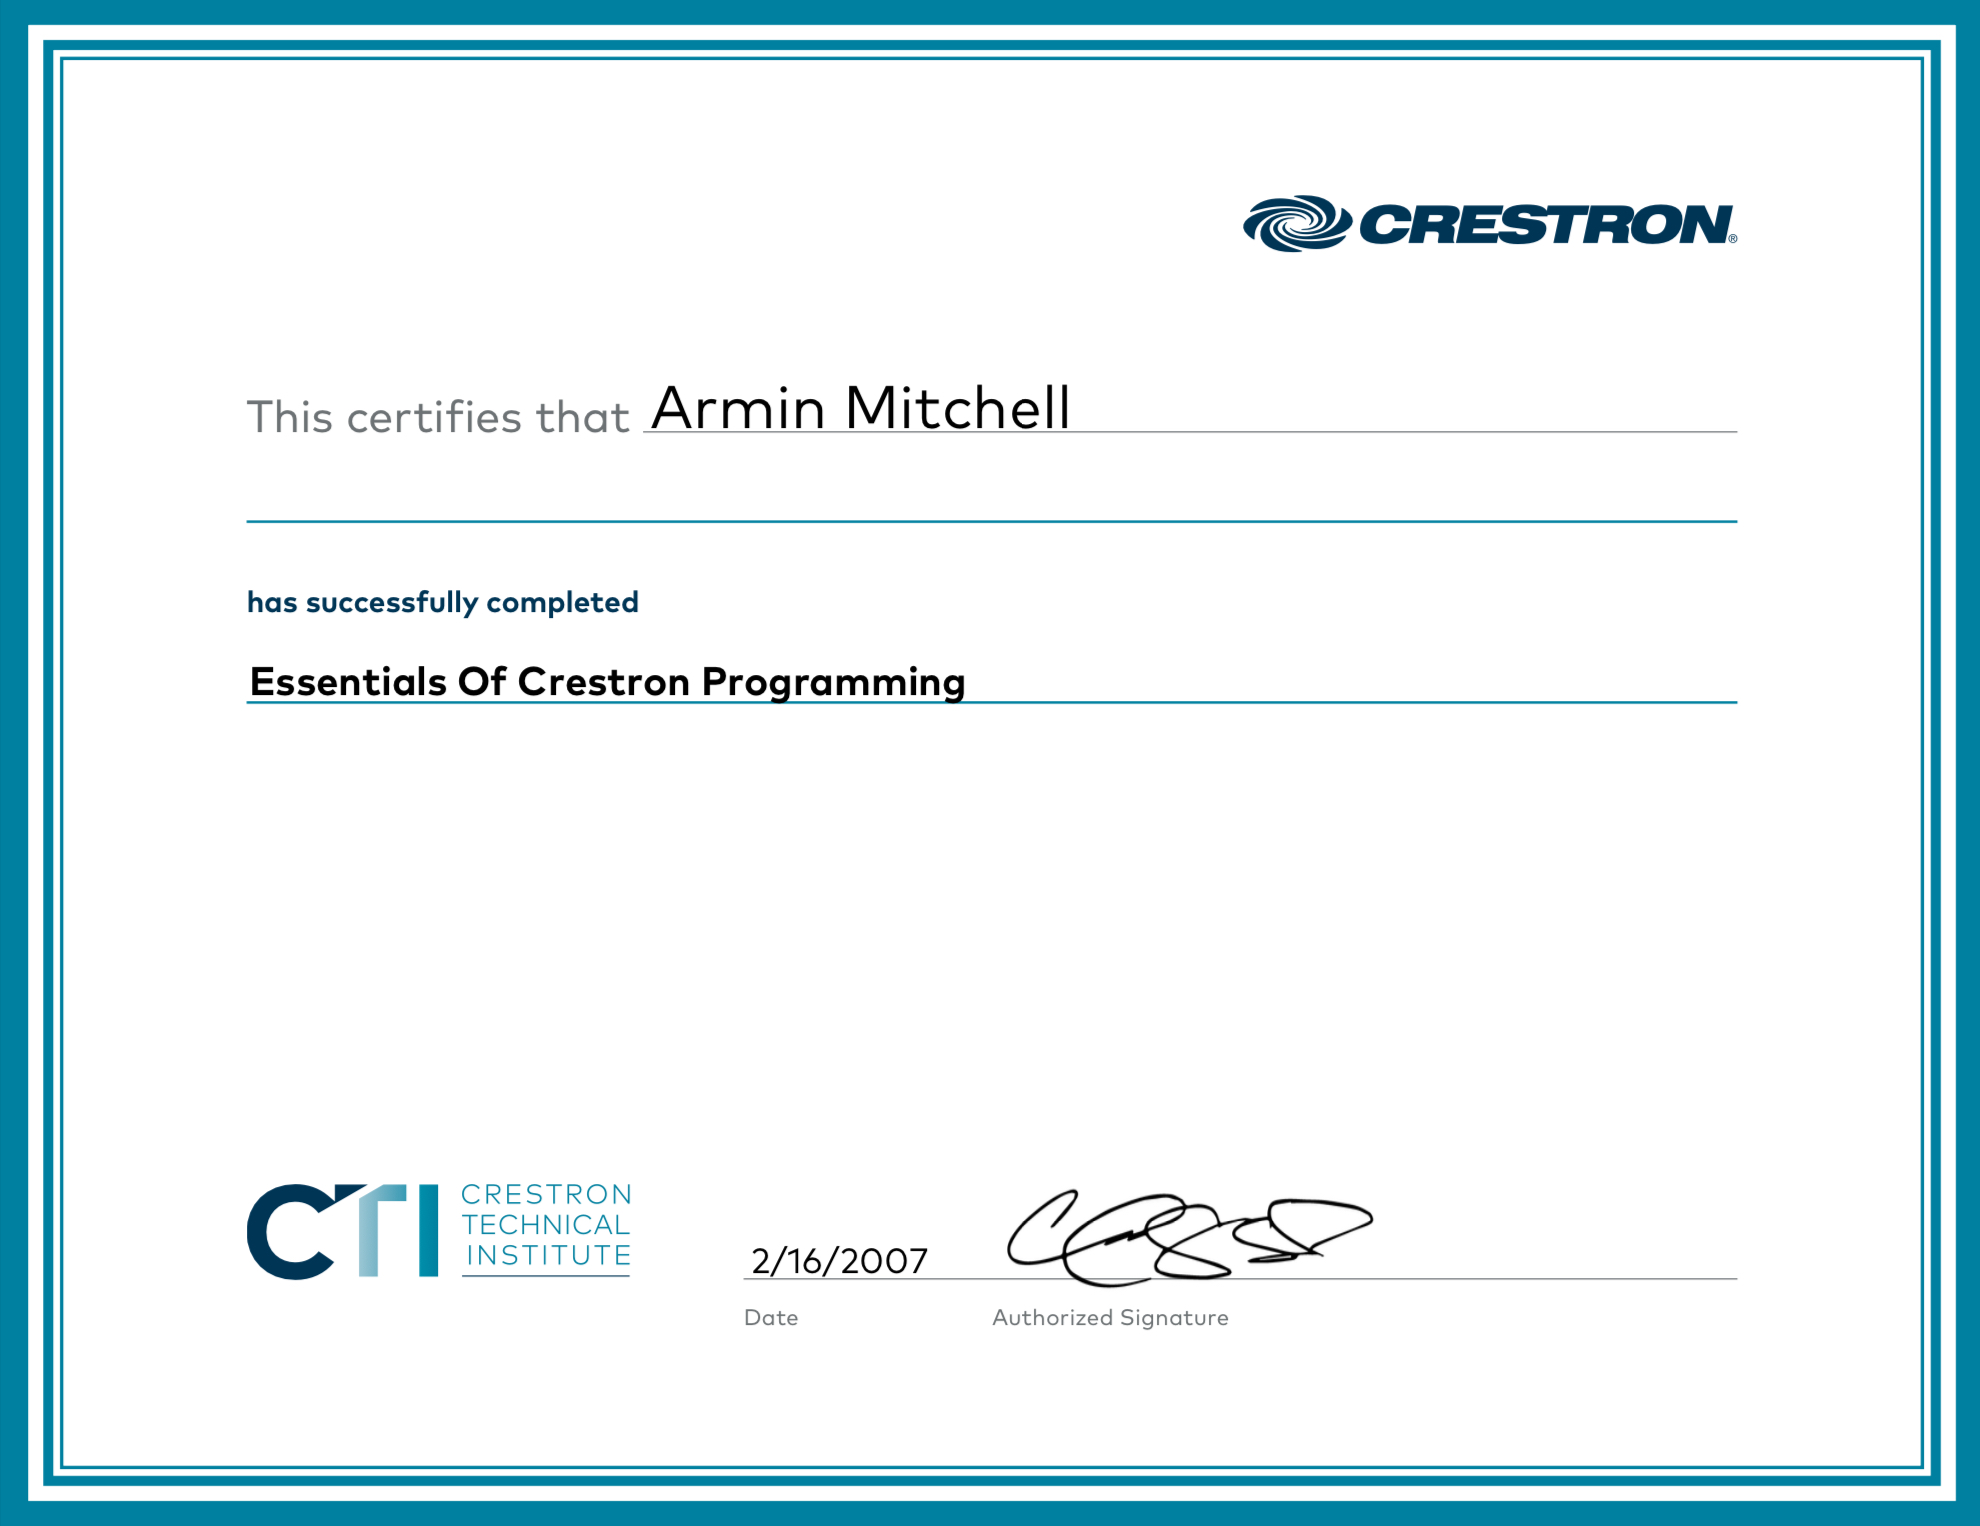 CRESTRON®
This certifies that Armin Mitchell
has successfully completed
Essentials Of Crestron Programming
CTI
CRESTRON
TECHNICAL
INSTITUTE
2/16/2007
Date Authorized Signature